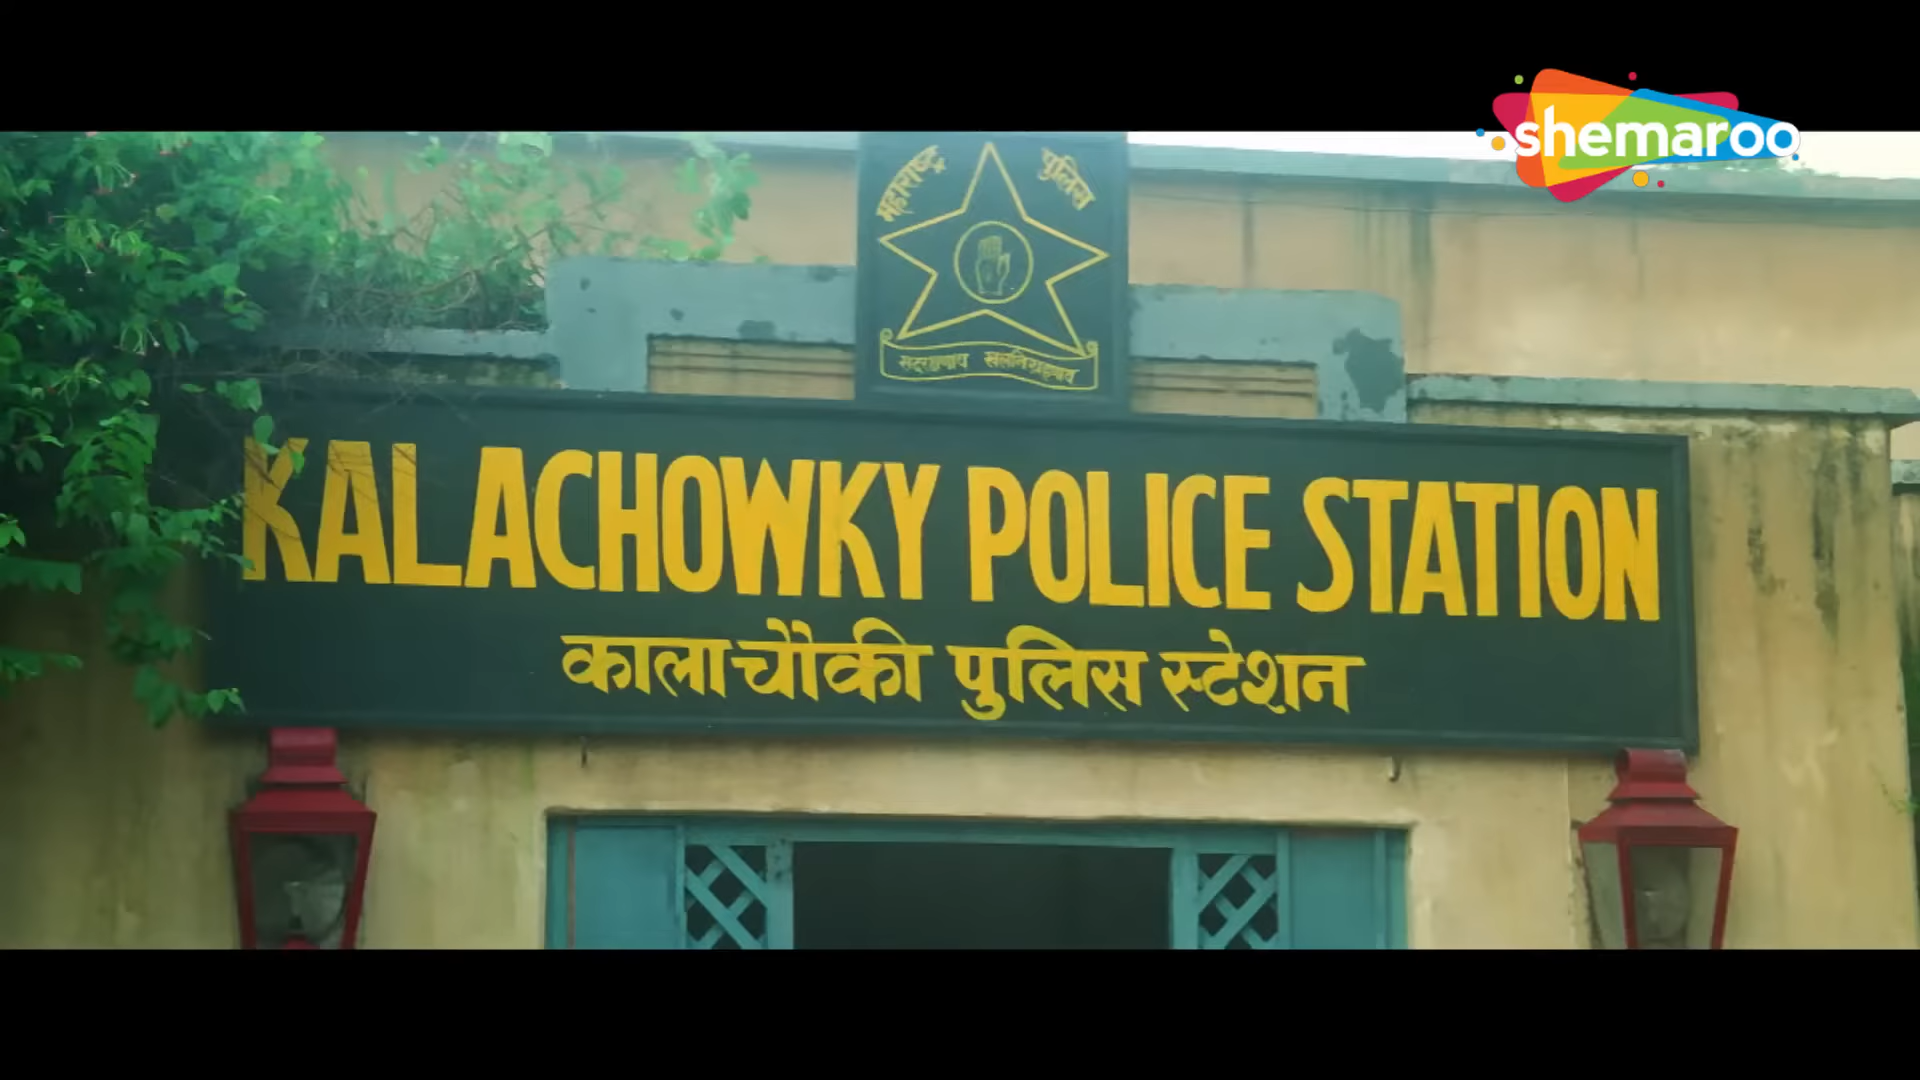 shemaroo
महाराष्ट्र पुलिस
सद्रक्षणाय खलनिग्रहणाय
KALACHOWKY POLICE STATION
कालाचौकी पुलिस स्टेशन